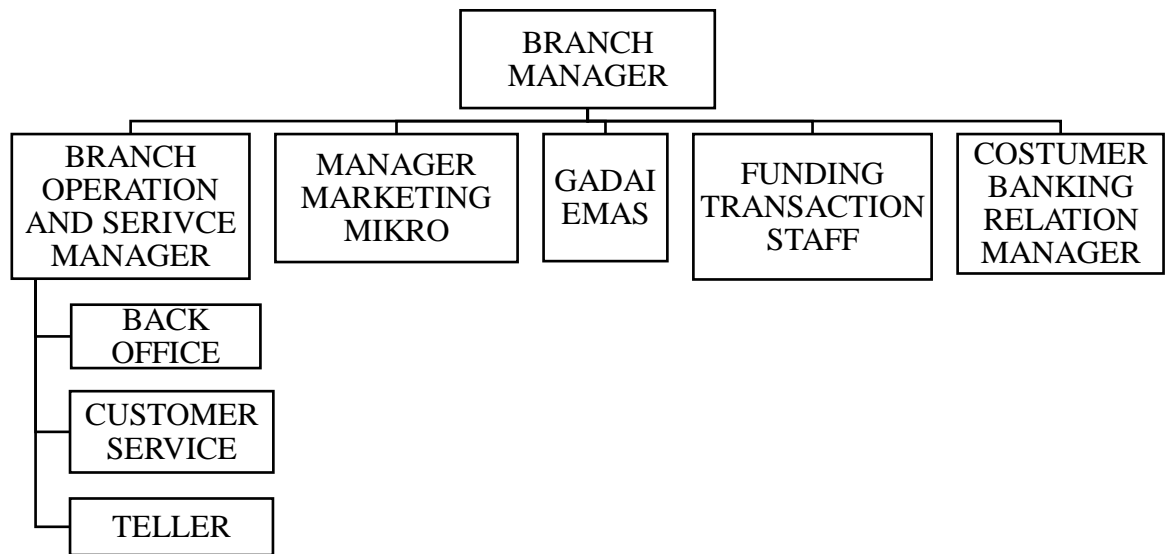 BRANCH
MANAGER
BRANCH
OPERATION
AND SERIVCE
MANAGER
MANAGER
MARKETING
MIKRO
GADAI
EMAS
FUNDING
TRANSACTION
STAFF
COSTUMER
BANKING
RELATION
MANAGER
BACK
OFFICE
CUSTOMER
SERVICE
TELLER